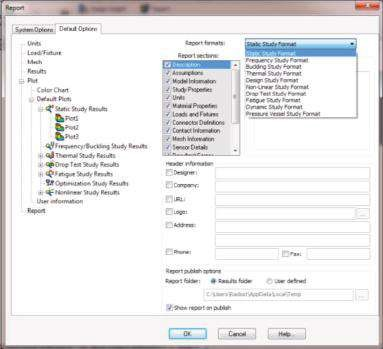 Report
System Options
Default Options
Units
Load/Fixture
Mesh
Results
Plot
Color Chart
Default Plots
Static Study Results
Plot1
Plot2
Plot3
Frequency/Buckling Study Results
Thermal Study Results
Drop Test Study Results
Fatigue Study Results
Optimization Study Results
Nonlinear Study Results
User information
Report
Report formats:
Static Study Format
Static Study Format
Frequency Study Format
Buckling Study Format
Thermal Study Format
Design Study Format
Non-Linear Study Format
Drop Test Study Format
Fatigue Study Format
Dynamic Study Format
Pressure Vessel Study Format
Report sections:
Description
Assumptions
Model Information
Study Properties
Units
Material Properties
Loads and Fixtures
Connector Definitions
Contact Information
Mesh Information
Sensor Details
Header information
Designer:
Company:
URL:
Logo:
...
Address:
Phone:
Fax:
Report publish options
Report folder:
Results folder
User defined
...
Show report on publish
OK
Cancel
Help